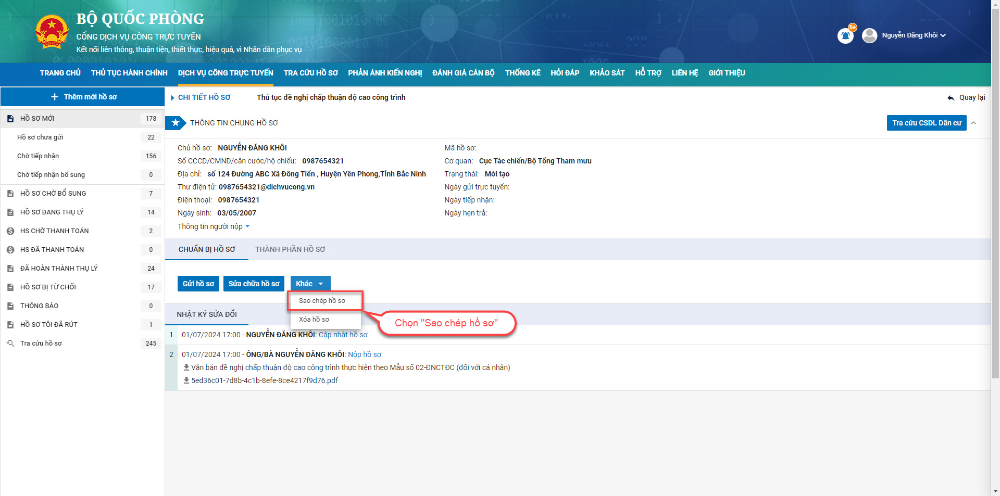 BỘ QUỐC PHÒNG
CỔNG DỊCH VỤ CÔNG TRỰC TUYẾN
Kết nối liên thông, thuận tiện, thiết thực, hiệu quả, vì Nhân dân phục vụ
5+
Nguyễn Đăng Khôi
TRANG CHỦ THỦ TỤC HÀNH CHÍNH DỊCH VỤ CÔNG TRỰC TUYẾN TRA CỨU HỒ SƠ PHẢN ÁNH KIẾN NGHỊ ĐÁNH GIÁ CÁN BỘ THỐNG KÊ HỎI ĐÁP KHẢO SÁT HỖ TRỢ LIÊN HỆ GIỚI THIỆU
Thêm mới hồ sơ
HỒ SƠ MỚI 178
Hồ sơ chưa gửi 22
Chờ tiếp nhận 156
Chờ tiếp nhận bổ sung 0
HỒ SƠ CHỜ BỔ SUNG 7
HỒ SƠ ĐANG THỤ LÝ 14
HS CHỜ THANH TOÁN 2
HS ĐÃ THANH TOÁN 0
ĐÃ HOÀN THÀNH THỤ LÝ 24
HỒ SƠ BỊ TỪ CHỐI 17
THÔNG BÁO 0
HỒ SƠ TÔI ĐÃ RÚT 1
Tra cứu hồ sơ 245
CHI TIẾT HỒ SƠ Thủ tục đề nghị chấp thuận độ cao công trình Quay lại
THÔNG TIN CHUNG HỒ SƠ Tra cứu CSDL Dân cư
Chủ hồ sơ: NGUYỄN ĐĂNG KHÔI
Số CCCD/CMND/căn cước/hộ chiếu: 0987654321
Địa chỉ: số 124 Đường ABC Xã Đông Tiến , Huyện Yên Phong,Tỉnh Bắc Ninh
Thư điện tử: 0987654321@dichvucong.vn
Điện thoại: 0987654321
Ngày sinh: 03/05/2007
Thông tin người nộp
Mã hồ sơ:
Cơ quan: Cục Tác chiến/Bộ Tổng Tham mưu
Trạng thái: Mới tạo
Ngày gửi trực tuyến:
Ngày tiếp nhận:
Ngày hẹn trả:
CHUẨN BỊ HỒ SƠ THÀNH PHẦN HỒ SƠ
Gửi hồ sơ Sửa chữa hồ sơ Khác
Sao chép hồ sơ
Xóa hồ sơ
Chọn "Sao chép hồ sơ"
NHẬT KÝ SỬA ĐỔI
1 01/07/2024 17:00 - NGUYỄN ĐĂNG KHÔI: Cập nhật hồ sơ
2 01/07/2024 17:00 - ÔNG/BÀ NGUYỄN ĐĂNG KHÔI: Nộp hồ sơ
Văn bản đề nghị chấp thuận độ cao công trình thực hiện theo Mẫu số 02-ĐNCTĐC (đối với cá nhân)
5ed36c01-7d8b-4c1b-8efe-8ce4217f9d76.pdf